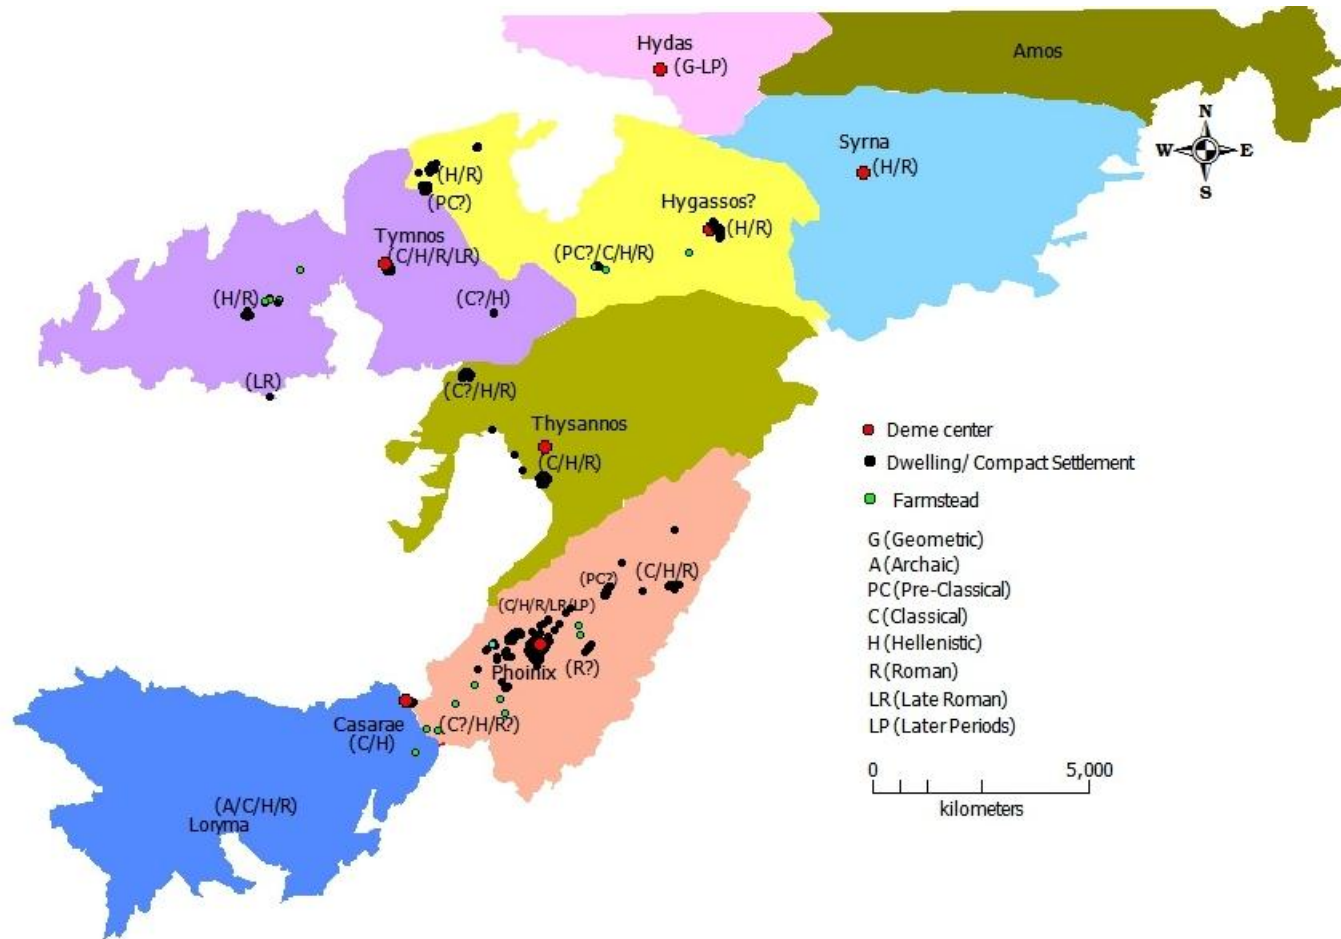 Hydas
(G-LP)
Amos
N
W
E
S
Syrna
(H/R)
(H/R)
(PC?)
Hygassos?
(H/R)
Tymnos
(C/H/R/LR)
(PC?/C/H/R)
(H/R)
(C?/H)
(LR)
(C?/H/R)
Thysannos
(C/H/R)
Deme center
Dwelling/ Compact Settlement
Farmstead
G (Geometric)
A (Archaic)
PC (Pre-Classical)
C (Classical)
H (Hellenistic)
R (Roman)
LR (Late Roman)
LP (Later Periods)
(PC?)
(C/H/R)
(C/H/R/LR/LP)
Phoinix
(R?)
Casarae
(C/H)
(C?/H/R?)
(A/C/H/R)
Loryma
0
5,000
kilometers